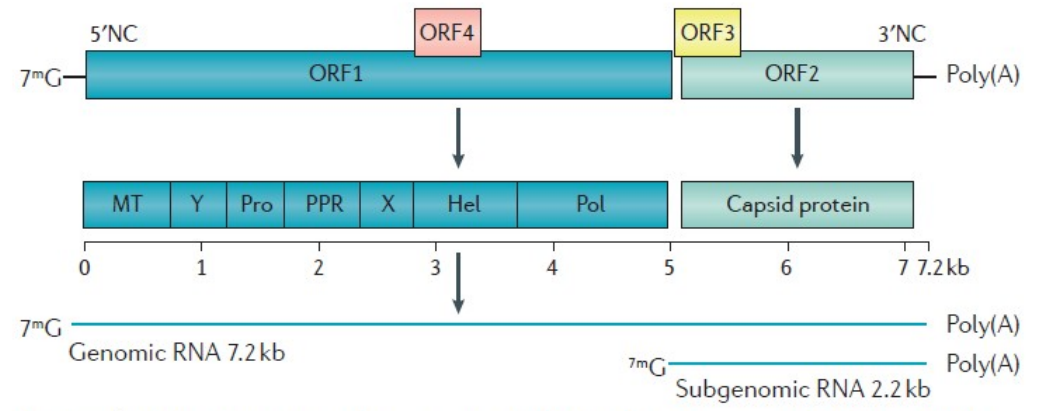 5′NC ORF4 ORF3 3′NC
7ᵐG ORF1 ORF2 Poly(A)
MT Y Pro PPR X Hel Pol Capsid protein
0 1 2 3 4 5 6 7 7.2 kb
7ᵐG Poly(A)
Genomic RNA 7.2 kb
7ᵐG Poly(A)
Subgenomic RNA 2.2 kb